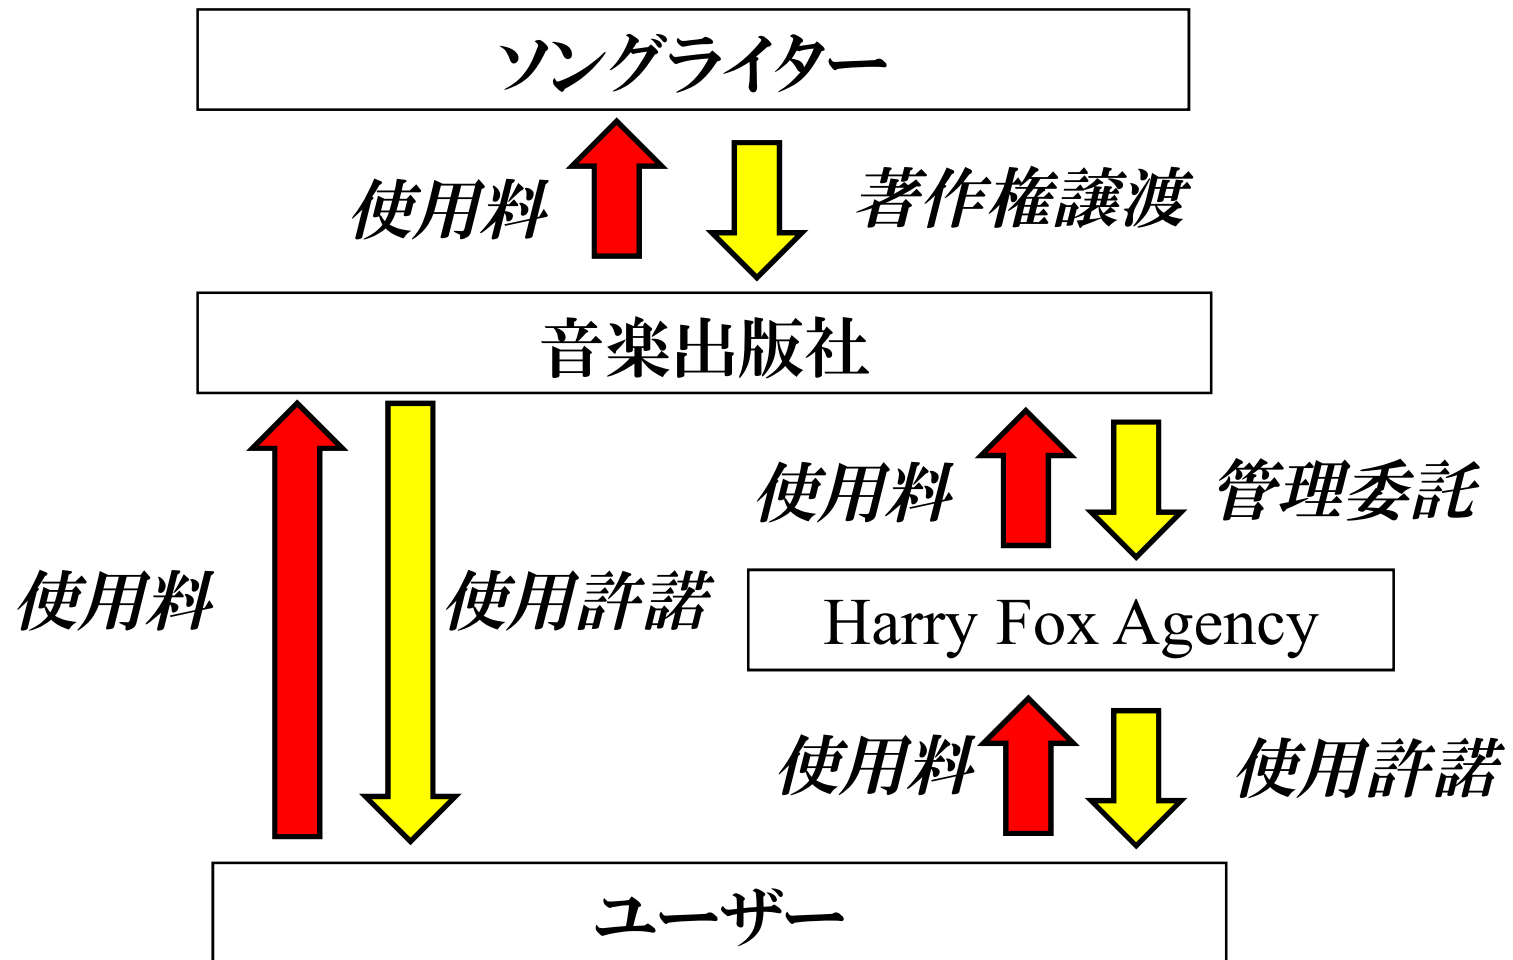 ソングライター
使用料
著作権譲渡
音楽出版社
使用料
管理委託
使用料
使用許諾
Harry Fox Agency
使用料
使用許諾
ユーザー